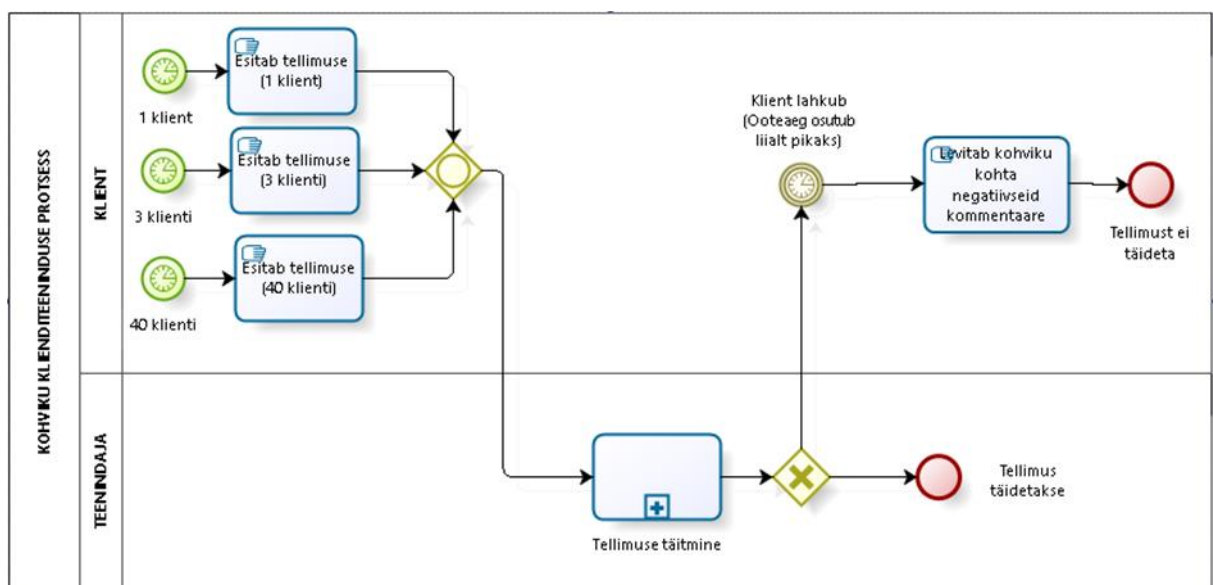 KOHVIKU KLIENDITEENINDUSE PROTSESS
KLIENT
1 klient
Esitab tellimuse
(1 klient)
3 klienti
Esitab tellimuse
(3 klienti)
40 klienti
Esitab tellimuse
(40 klienti)
Klient lahkub
(Ooteaeg osutub
liialt pikaks)
Levitab kohviku
kohta
negatiivseid
kommentaare
Tellimust ei
täideta
TEENINDAJA
Tellimuse täitmine
Tellimus
täidetakse